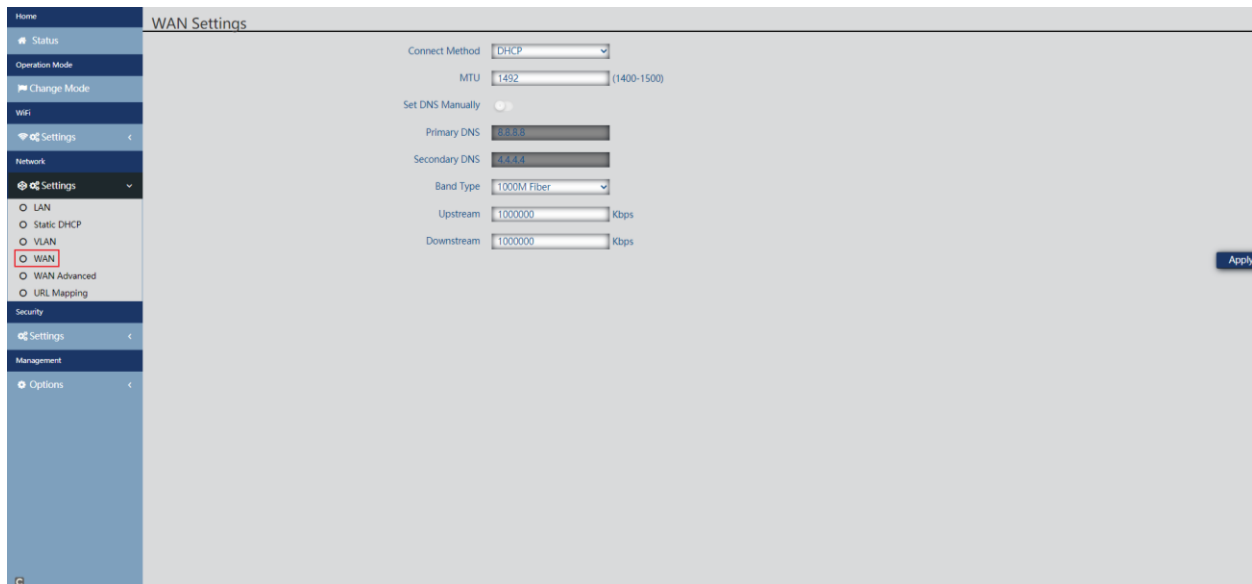 Home
Status
Operation Mode
Change Mode
WiFi
Settings
Network
Settings
LAN
Static DHCP
VLAN
WAN
WAN Advanced
URL Mapping
Security
Settings
Management
Options
WAN Settings
Connect Method DHCP
MTU 1492 (1400-1500)
Set DNS Manually
Primary DNS 8.8.8.8
Secondary DNS 4.4.4.4
Band Type 1000M Fiber
Upstream 1000000 Kbps
Downstream 1000000 Kbps
Apply